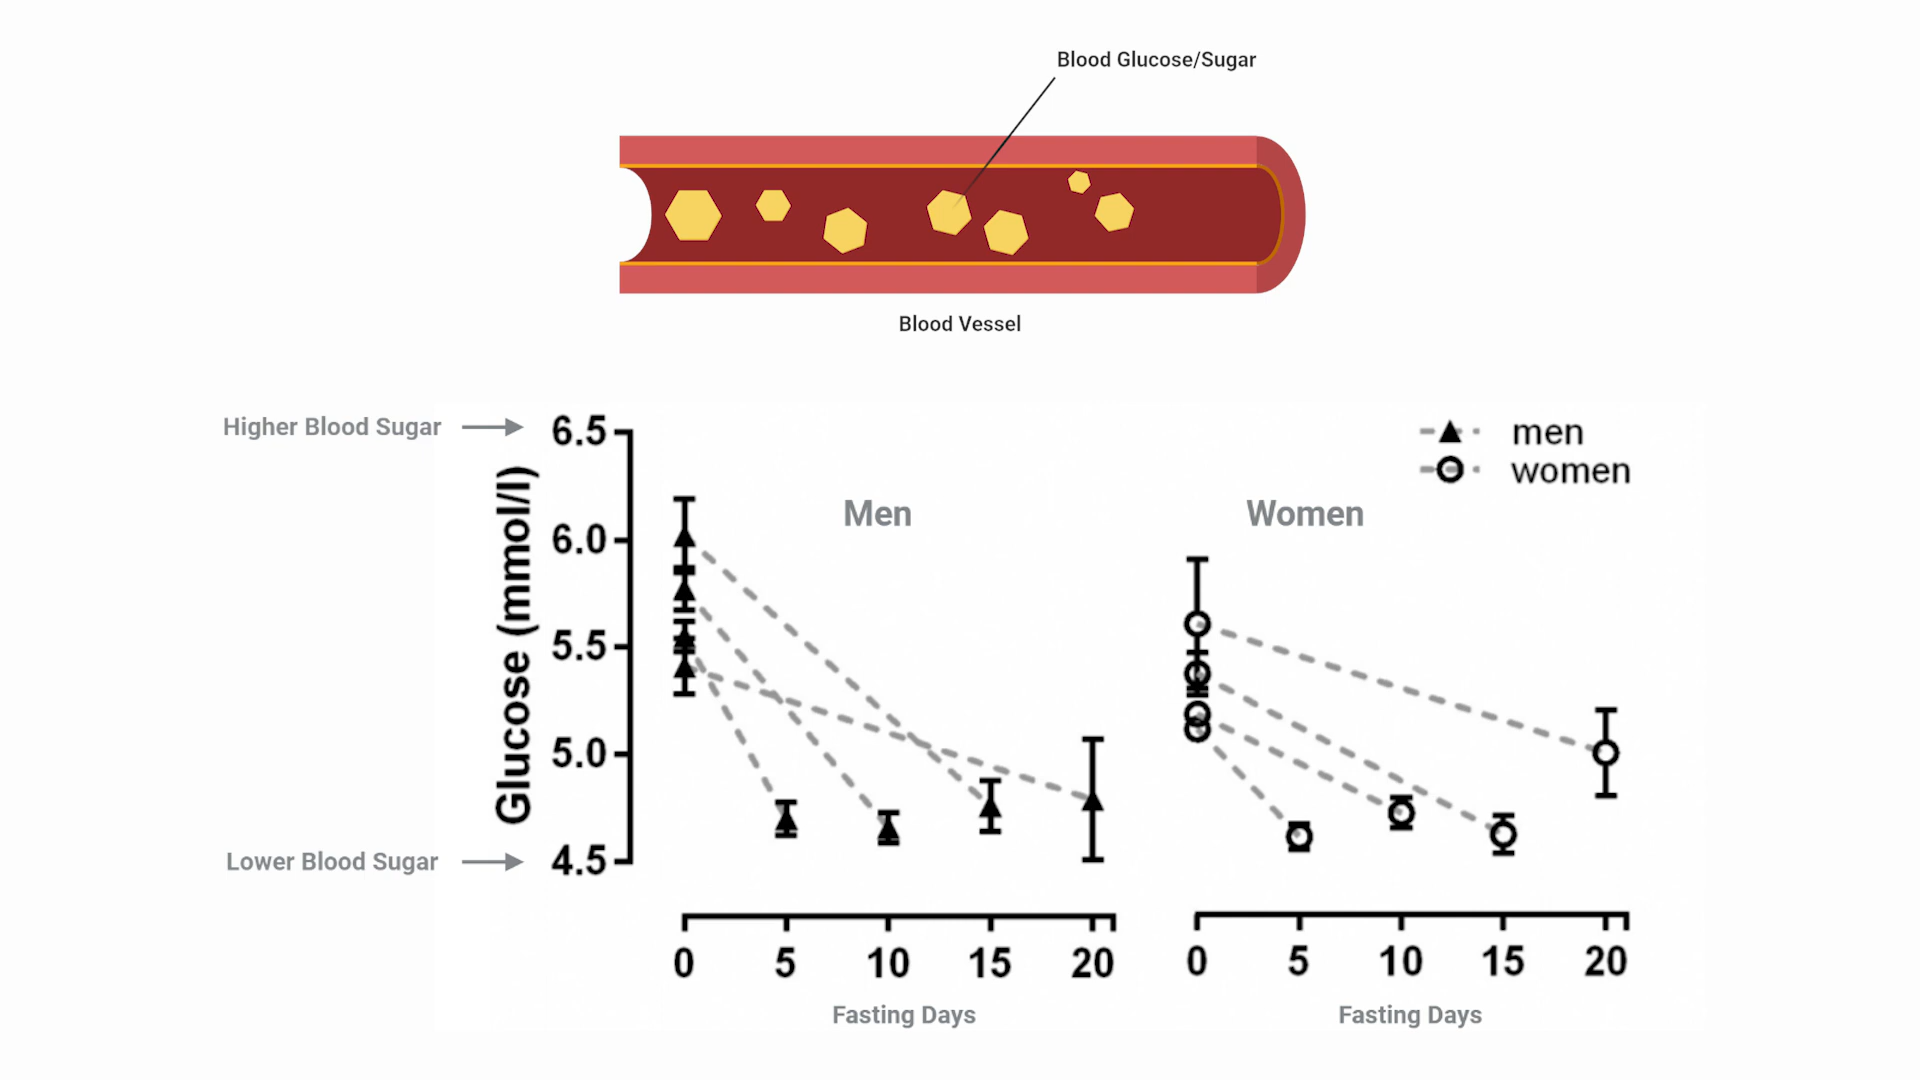 Blood Glucose/Sugar
Blood Vessel
Higher Blood Sugar
Lower Blood Sugar
Glucose (mmol/l)
6.5
6.0
5.5
5.0
4.5
men
women
Men
Women
0 5 10 15 20
0 5 10 15 20
Fasting Days
Fasting Days